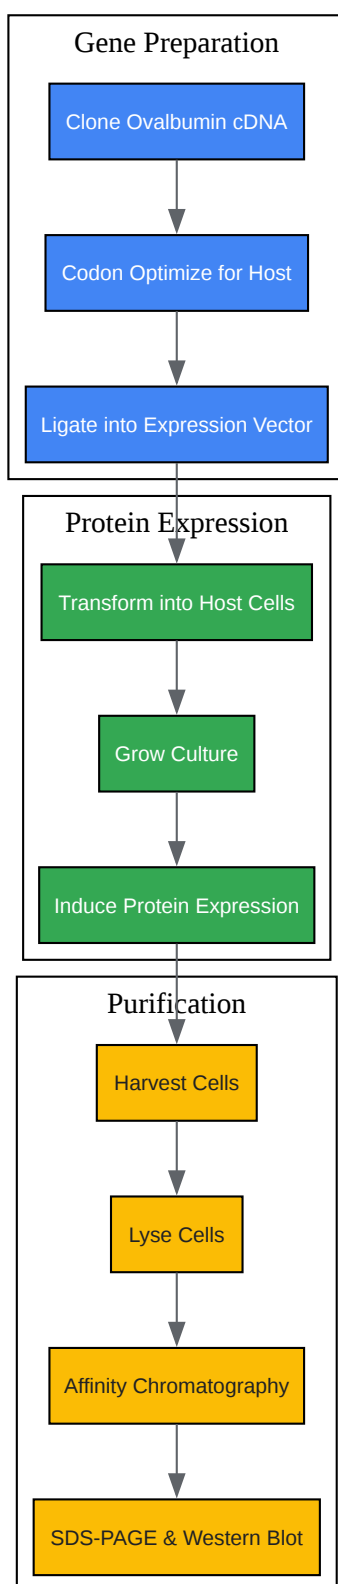 Gene Preparation
Clone Ovalbumin cDNA
Codon Optimize for Host
Ligate into Expression Vector
Protein Expression
Transform into Host Cells
Grow Culture
Induce Protein Expression
Purification
Harvest Cells
Lyse Cells
Affinity Chromatography
SDS-PAGE & Western Blot